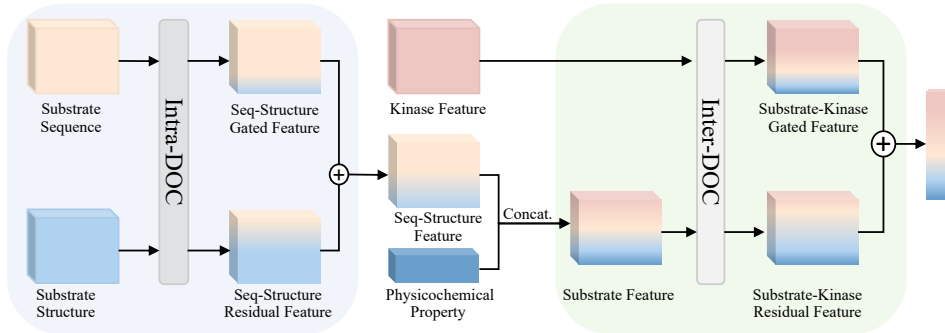 Substrate
Sequence
Intra-DOC
Seq-Structure
Gated Feature
Substrate
Structure
Seq-Structure
Residual Feature
+
Kinase Feature
Seq-Structure
Feature
Physicochemical
Property
Concat.
Substrate Feature
Inter-DOC
Substrate-Kinase
Gated Feature
Substrate-Kinase
Residual Feature
+